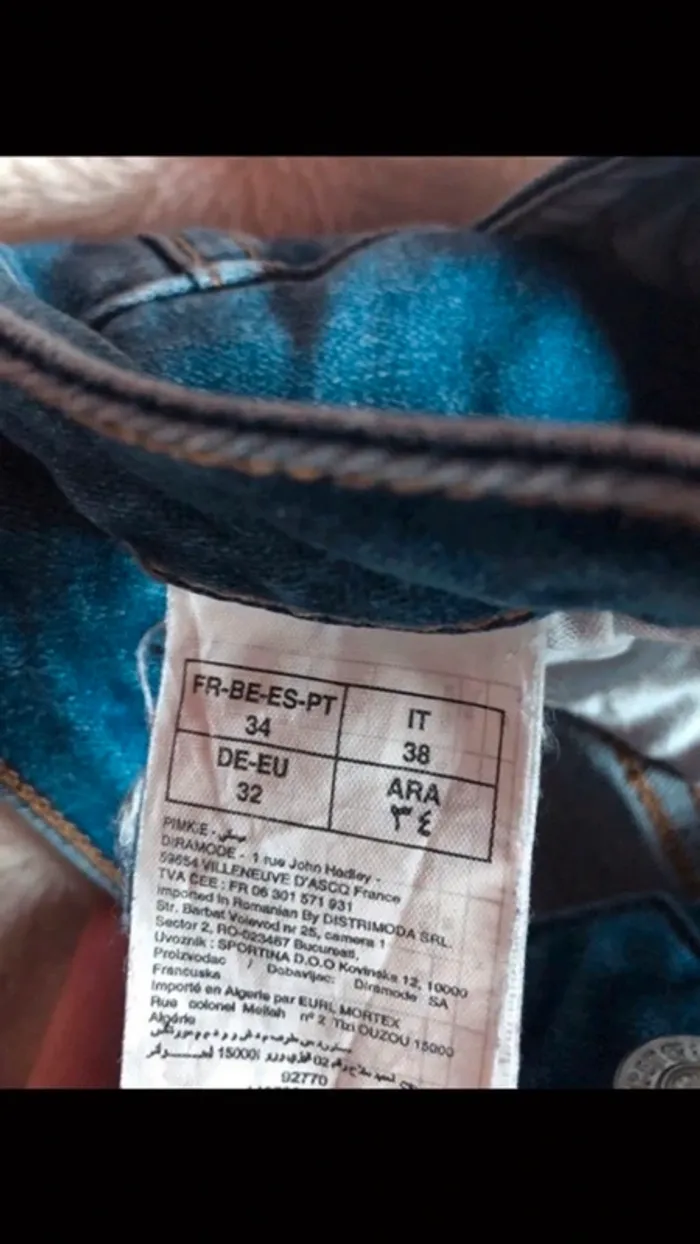 FR-BE-ES-PT
34
IT
38
DE-EU
32
ARA
٣٤
PIMKIE -
DIRAMODE - 1 rue John Hadley -
59654 VILLENEUVE D'ASCQ France
TVA CEE : FR 06 301 571 931
Imported in Romanian By DISTRIMODA SRL.
Str. Barbat Voievod nr 25, camera 1
Sector 2, RO-023467 Bucuresti,
Uvoznik : SPORTINA D.O.O Kovinska 12, 10000
Proizvodac / Dobavljac: Diramode SA
Francuska
Importé en Algerie par EURL MORTEX
Rue colonel Mellah n° 2 Tizi OUZOU 15000
Algérie
15000
92770